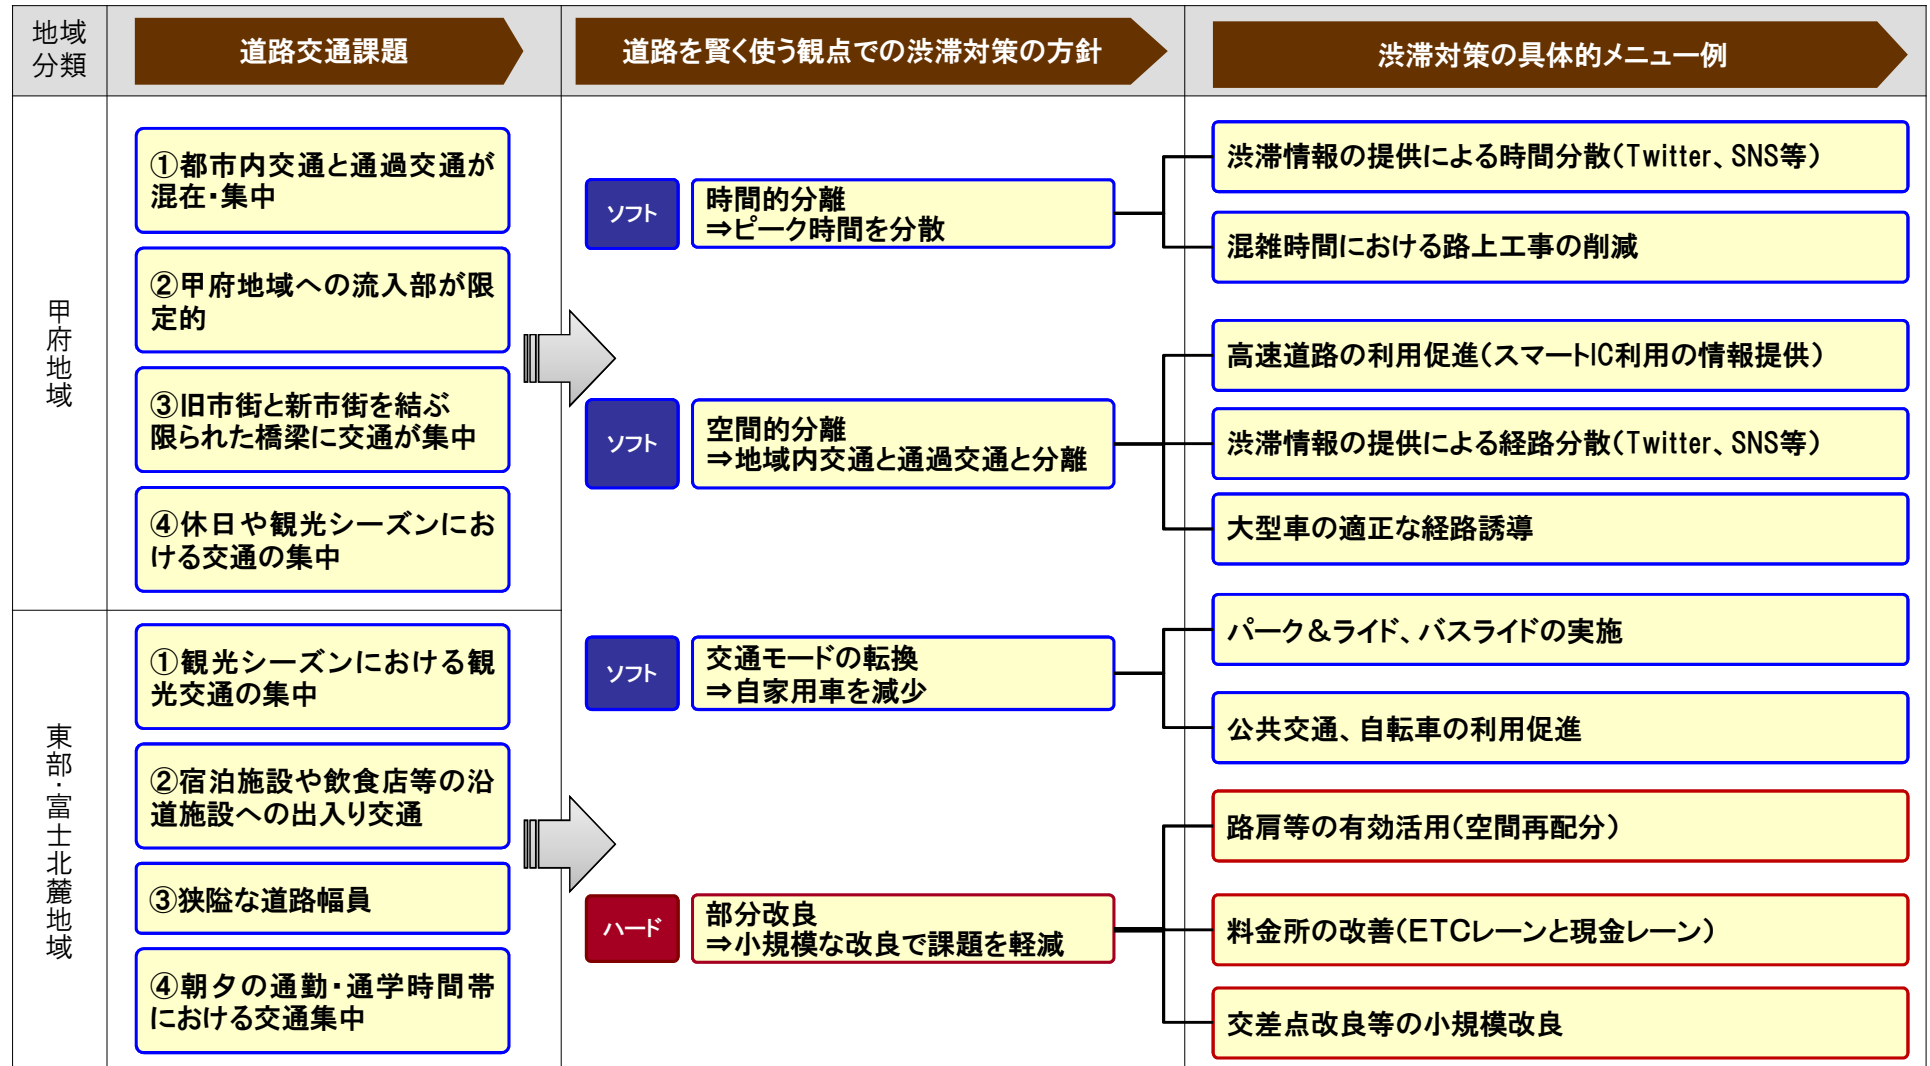 地域
分類
道路交通課題
道路を賢く使う観点での渋滞対策の方針
渋滞対策の具体的メニュー例
甲府地域
①都市内交通と通過交通が
混在・集中
②甲府地域への流入部が限
定的
③旧市街と新市街を結ぶ
限られた橋梁に交通が集中
④休日や観光シーズンにお
ける交通の集中
東部・富士北麓地域
①観光シーズンにおける観
光交通の集中
②宿泊施設や飲食店等の沿
道施設への出入り交通
③狭隘な道路幅員
④朝夕の通勤・通学時間帯
における交通集中
ソフト
時間的分離
⇒ピーク時間を分散
渋滞情報の提供による時間分散(Twitter、SNS等)
混雑時間における路上工事の削減
ソフト
空間的分離
⇒地域内交通と通過交通と分離
高速道路の利用促進(スマートIC利用の情報提供)
渋滞情報の提供による経路分散(Twitter、SNS等)
大型車の適正な経路誘導
ソフト
交通モードの転換
⇒自家用車を減少
パーク&ライド、バスライドの実施
公共交通、自転車の利用促進
ハード
部分改良
⇒小規模な改良で課題を軽減
路肩等の有効活用(空間再配分)
料金所の改善(ETCレーンと現金レーン)
交差点改良等の小規模改良